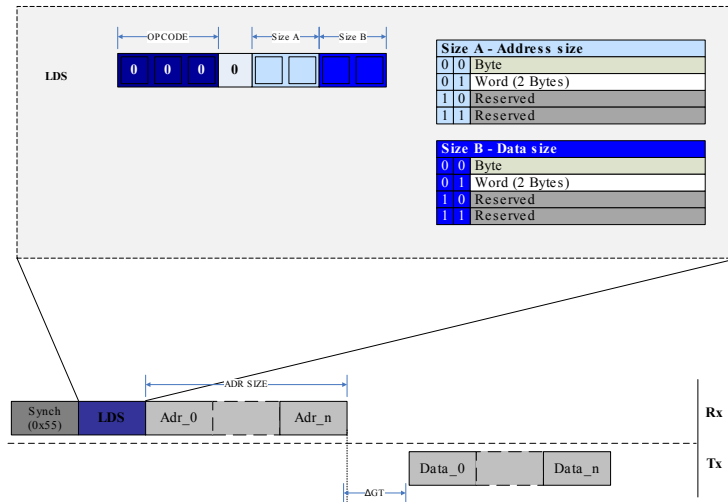 OPCODE Size A Size B
LDS 0 0 0 0
Size A - Address size
0 0 Byte
0 1 Word (2 Bytes)
1 0 Reserved
1 1 Reserved
Size B - Data size
0 0 Byte
0 1 Word (2 Bytes)
1 0 Reserved
1 1 Reserved
ADR SIZE
Synch
(0x55)
LDS Adr_0 Adr_n Rx
Tx
Data_0 Data_n
ΔGT